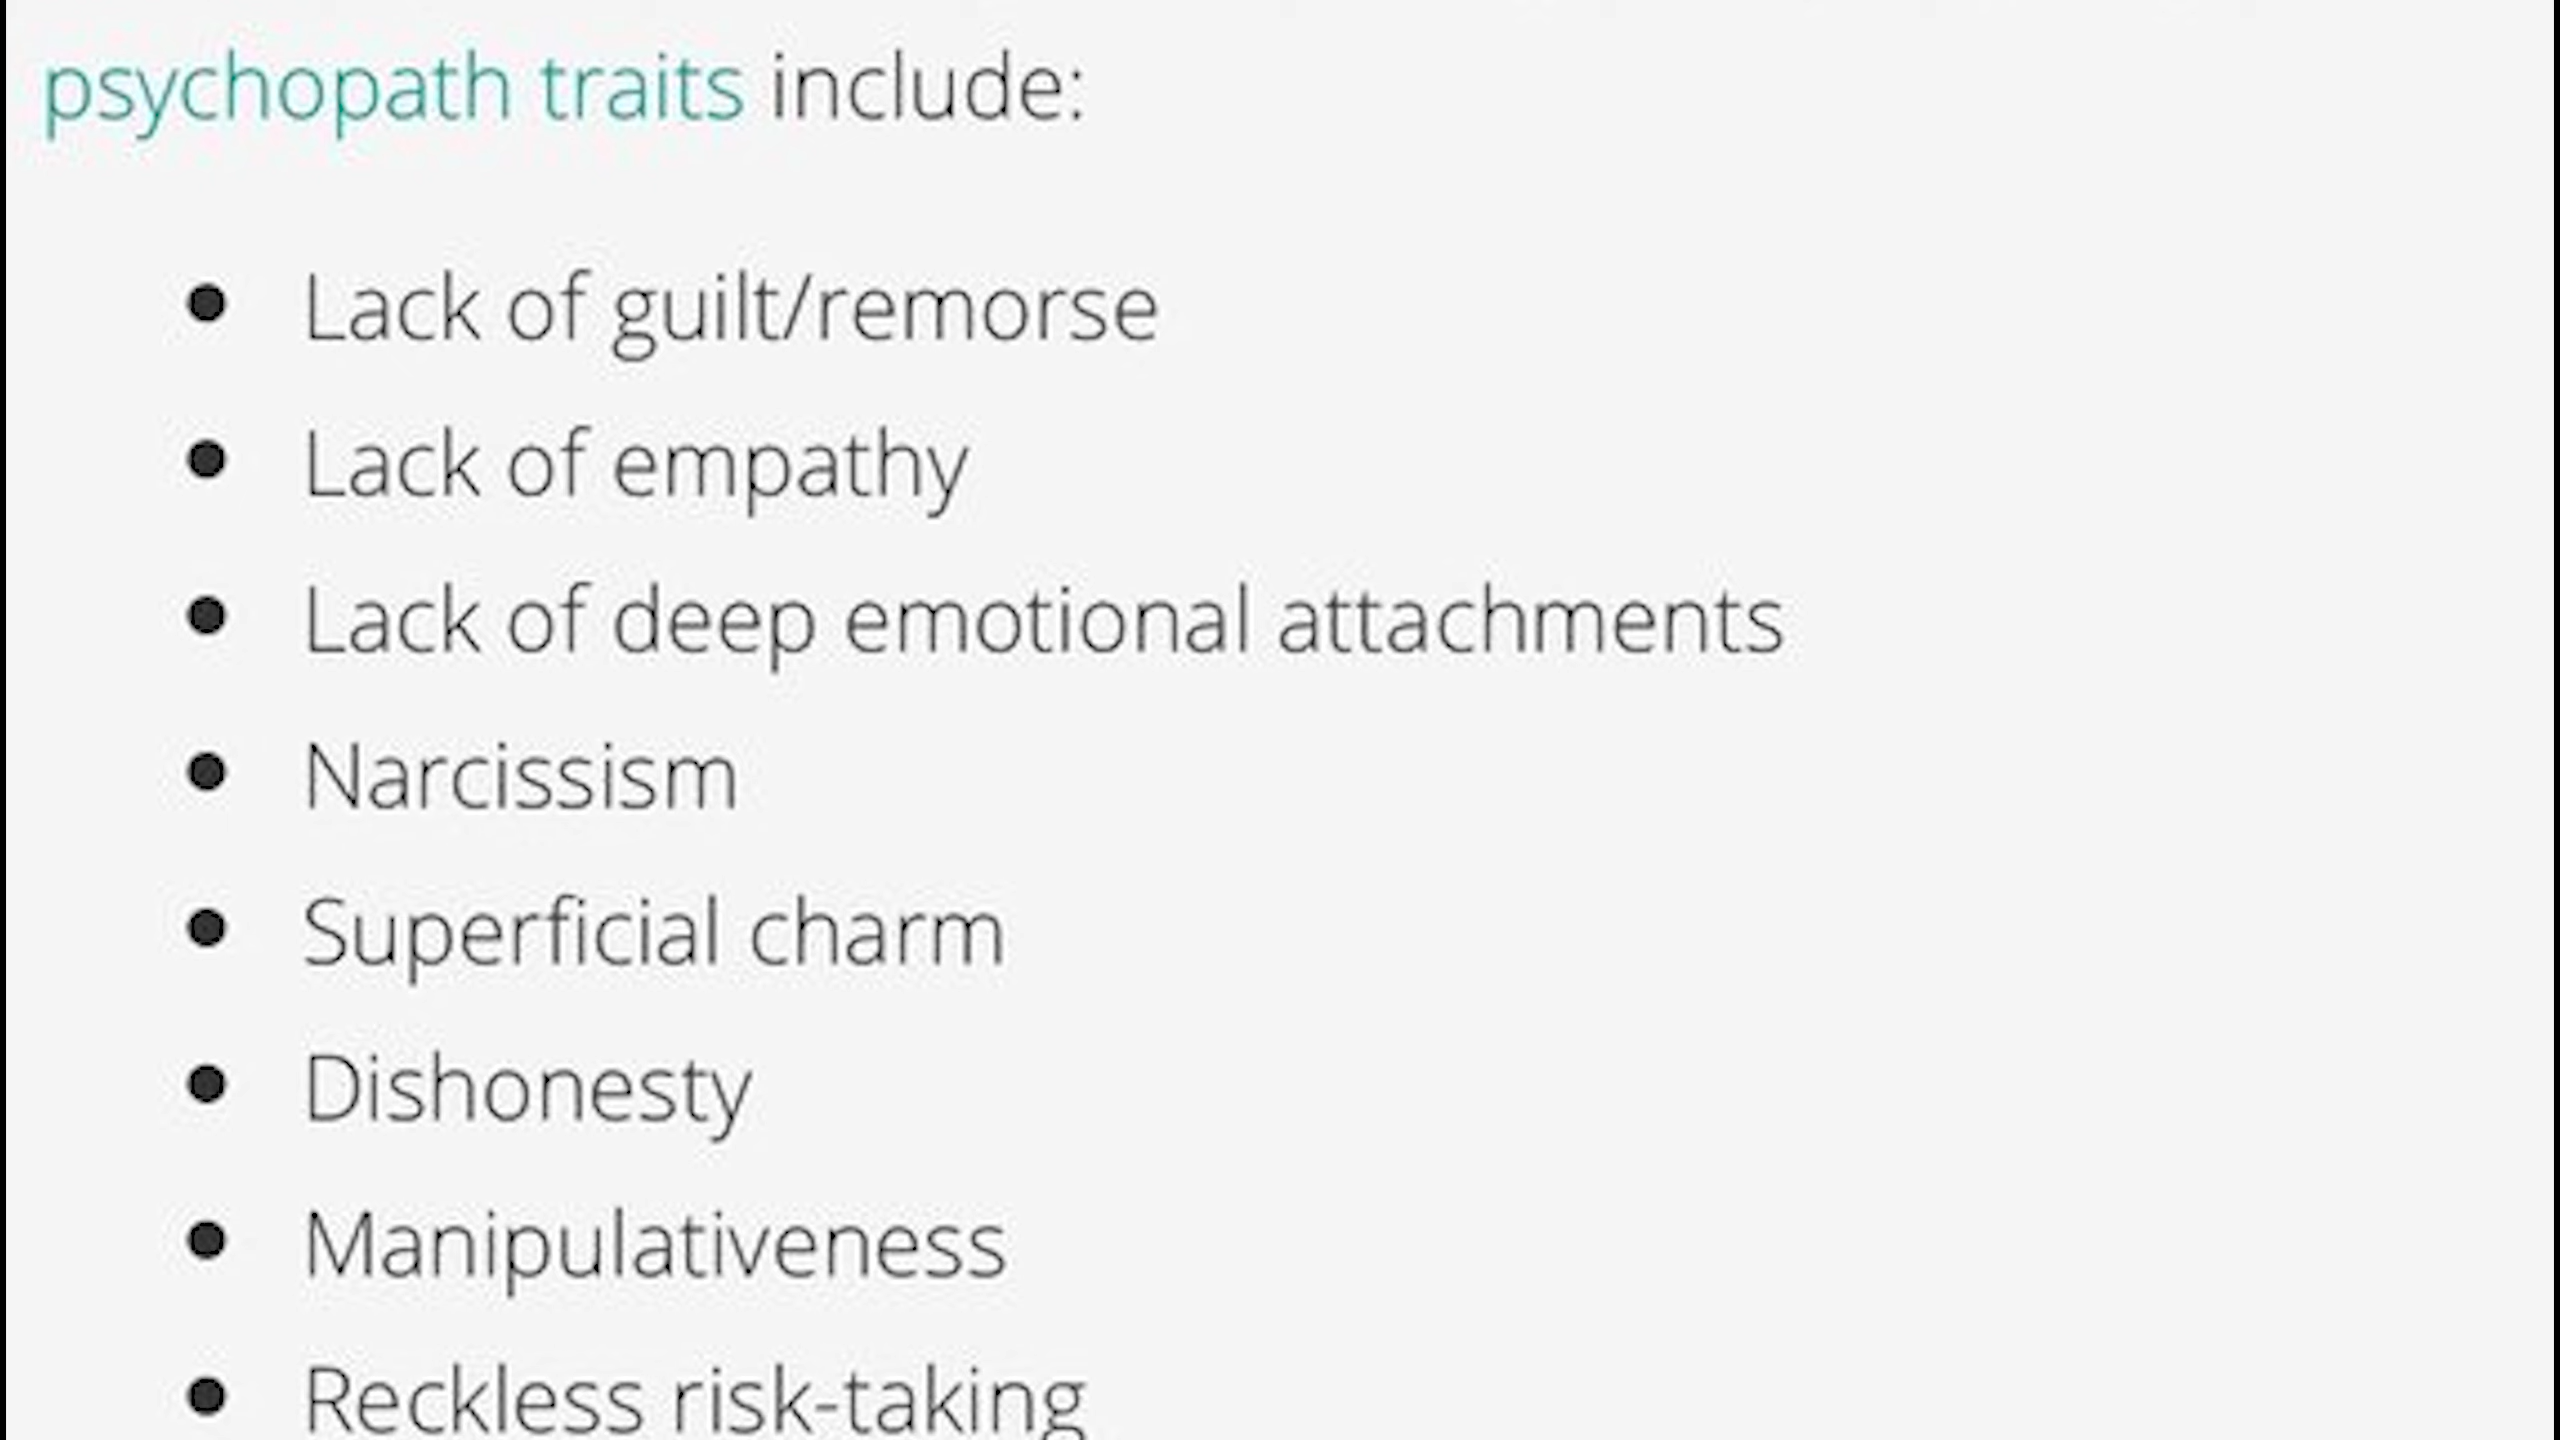 psychopath traits include:
• Lack of guilt/remorse
• Lack of empathy
• Lack of deep emotional attachments
• Narcissism
• Superficial charm
• Dishonesty
• Manipulativeness
• Reckless risk-taking